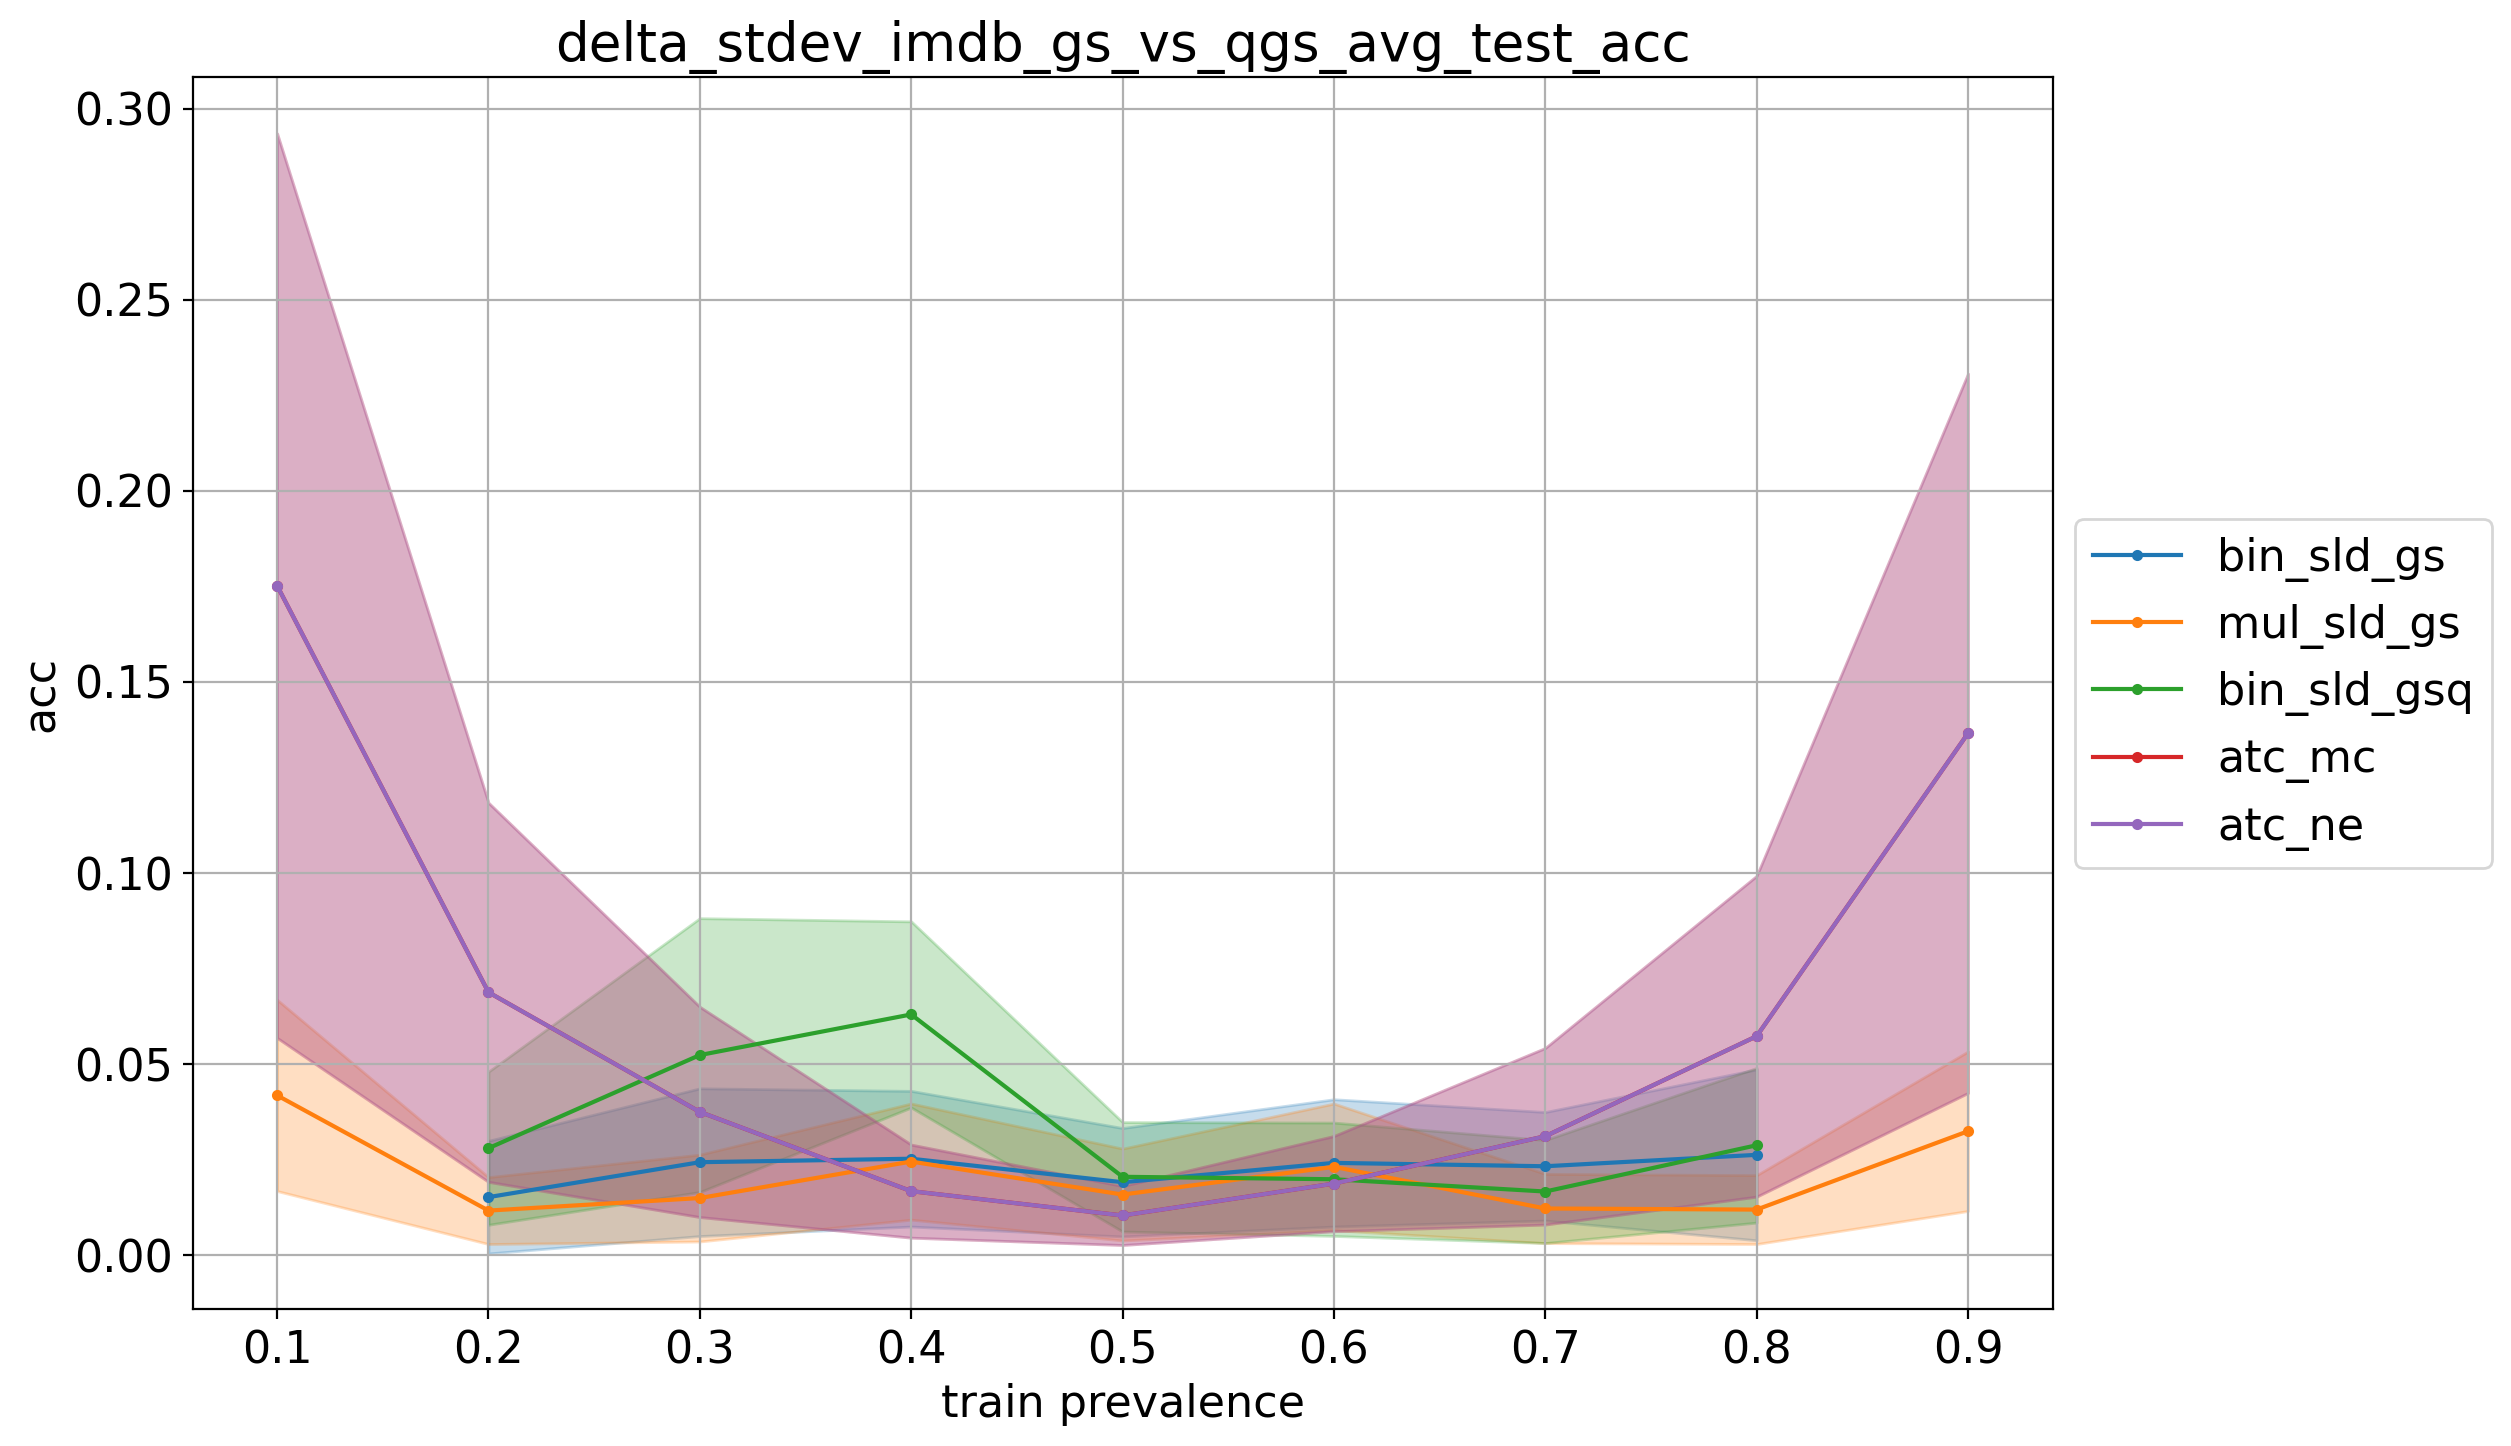 delta_stdev_imdb_gs_vs_qgs_avg_test_acc
0.30
0.25
0.20
0.15
0.10
0.05
0.00
acc
0.1 0.2 0.3 0.4 0.5 0.6 0.7 0.8 0.9
train prevalence
bin_sld_gs
mul_sld_gs
bin_sld_gsq
atc_mc
atc_ne